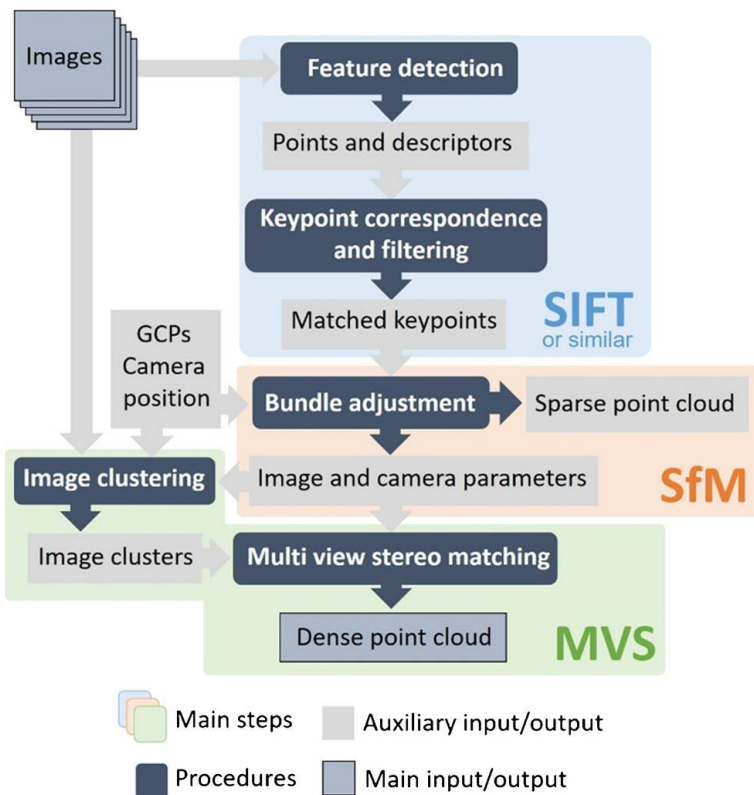 Images
Feature detection
Points and descriptors
Keypoint correspondence
and filtering
Matched keypoints
SIFT
or similar
GCPs
Camera
position
Bundle adjustment
Sparse point cloud
Image clustering
Image and camera parameters
SfM
Image clusters
Multi view stereo matching
Dense point cloud
MVS
Main steps
Auxiliary input/output
Procedures
Main input/output